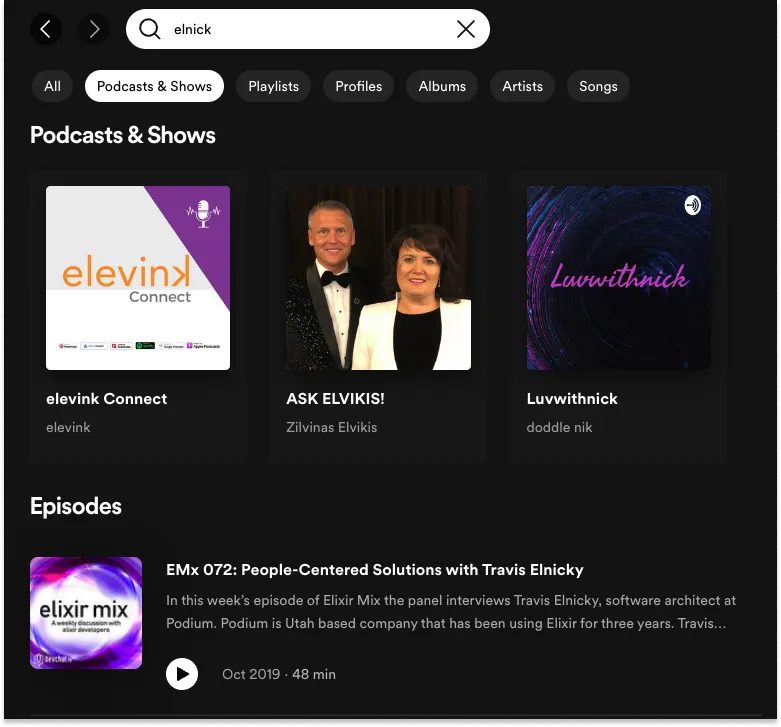 elnick
All
Podcasts & Shows
Playlists
Profiles
Albums
Artists
Songs
Podcasts & Shows
elevink
Connect
Luvwithnick
elevink Connect
elevink
ASK ELVIKIS!
Zilvinas Elvikis
Luvwithnick
doddle nik
Episodes
elixir mix
A weekly discussion with
elixir developers
EMx 072: People-Centered Solutions with Travis Elnicky
In this week's episode of Elixir Mix the panel interviews Travis Elnicky, software architect at
Podium. Podium is Utah based company that has been using Elixir for three years. Travis...
Oct 2019 · 48 min